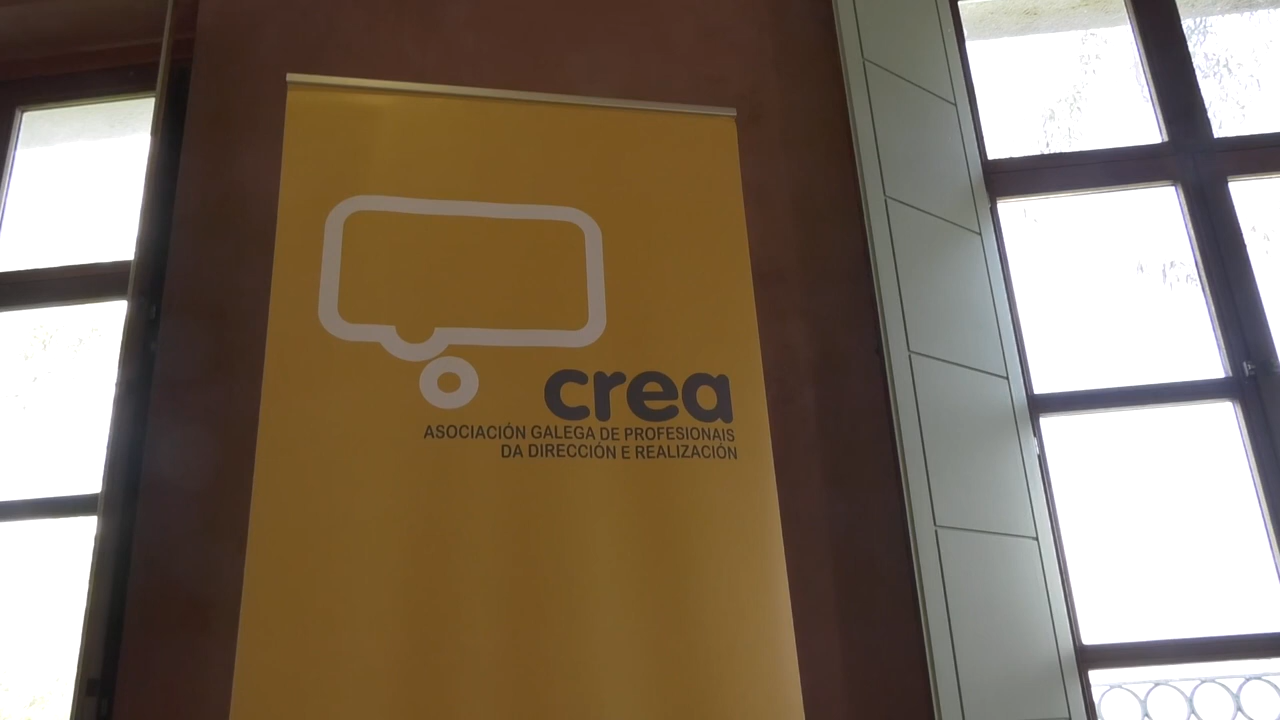 crea
ASOCIACIÓN GALEGA DE PROFESIONAIS
DA DIRECCIÓN E REALIZACIÓN